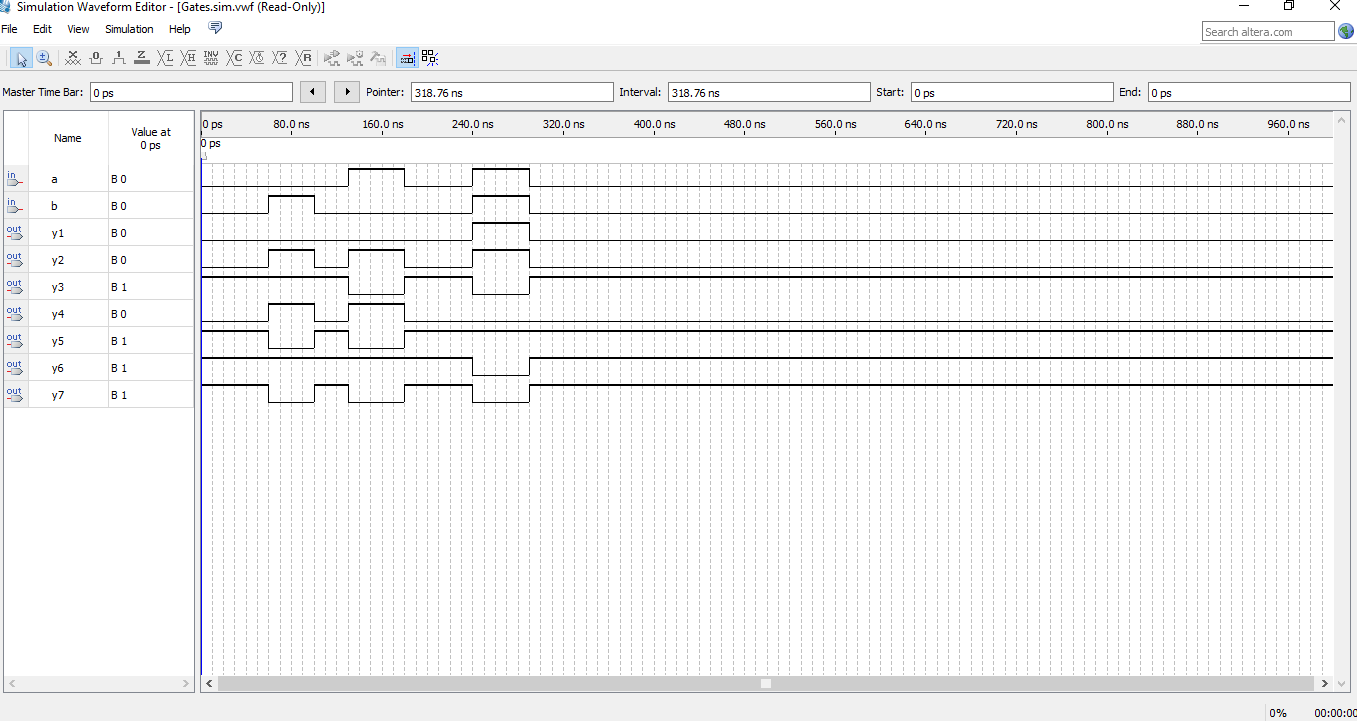 Simulation Waveform Editor - [Gates.sim.vwf (Read-Only)]
File Edit View Simulation Help
Search altera.com
Master Time Bar: 0 ps Pointer: 318.76 ns Interval: 318.76 ns Start: 0 ps End: 0 ps
Name Value at 0 ps
0 ps 80.0 ns 160.0 ns 240.0 ns 320.0 ns 400.0 ns 480.0 ns 560.0 ns 640.0 ns 720.0 ns 800.0 ns 880.0 ns 960.0 ns
0 ps
in a B 0
in b B 0
out y1 B 0
out y2 B 0
out y3 B 1
out y4 B 0
out y5 B 1
out y6 B 1
out y7 B 1
0% 00:00:00